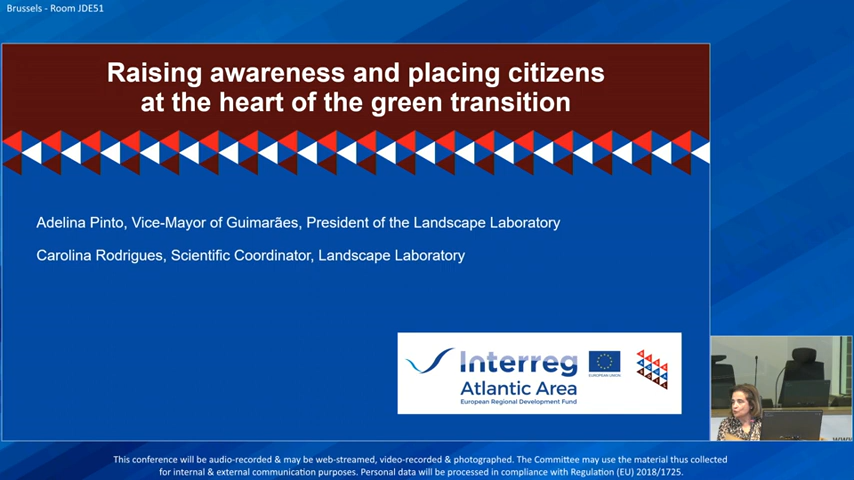 Brussels - Room JDE51
Raising awareness and placing citizens
at the heart of the green transition
Adelina Pinto, Vice-Mayor of Guimarães, President of the Landscape Laboratory
Carolina Rodrigues, Scientific Coordinator, Landscape Laboratory
Interreg
EUROPEAN UNION
Atlantic Area
European Regional Development Fund
This conference will be audio-recorded & may be web-streamed, video-recorded & photographed. The Committee may use the material thus collected
for internal & external communication purposes. Personal data will be processed in compliance with Regulation (EU) 2018/1725.